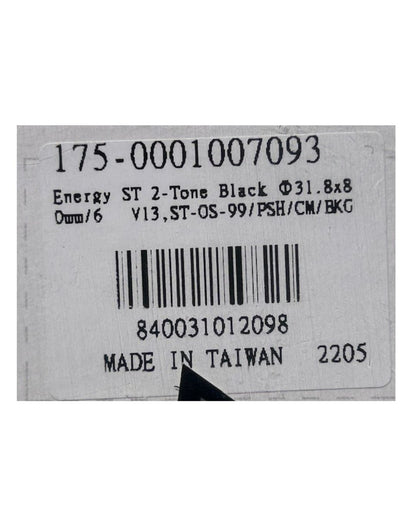 175-0001007093
Energy ST 2-Tone Black Φ31.8x8
0mm/6 V13,ST-OS-99/PSH/CM/BKG
840031012098
MADE IN TAIWAN 2205